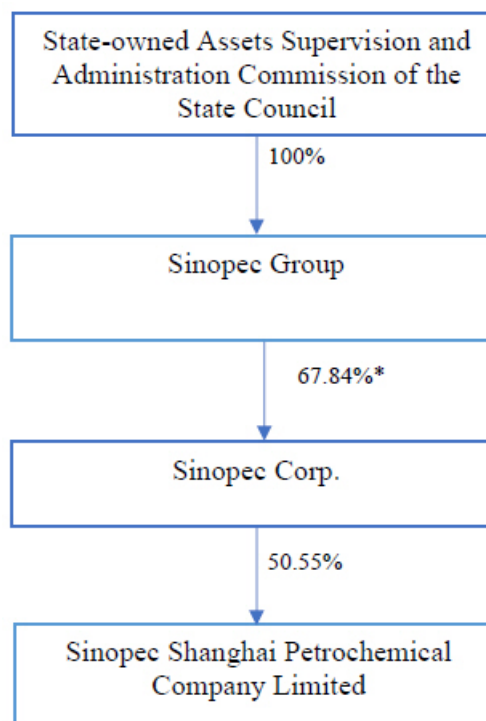 State-owned Assets Supervision and
Administration Commission of the
State Council
100%
Sinopec Group
67.84%*
Sinopec Corp.
50.55%
Sinopec Shanghai Petrochemical
Company Limited